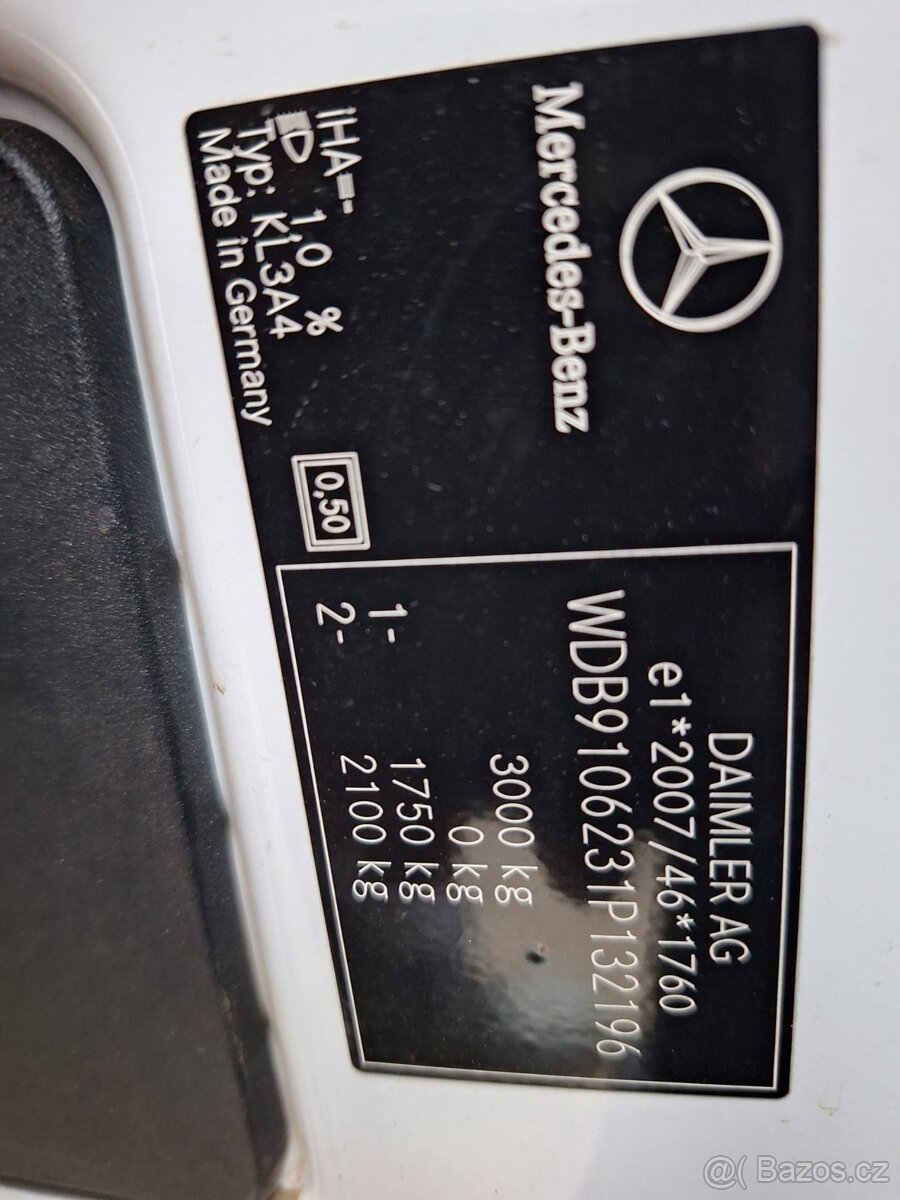 Mercedes-Benz
IHA
1,0 %
Typ: KL3A4
Made in Germany
0,50
DAIMLER AG
e1*2007/46*1760
WDB9106231P132196
3000 kg
0 kg
1- 1750 kg
2- 2100 kg
@( Bazos.cz